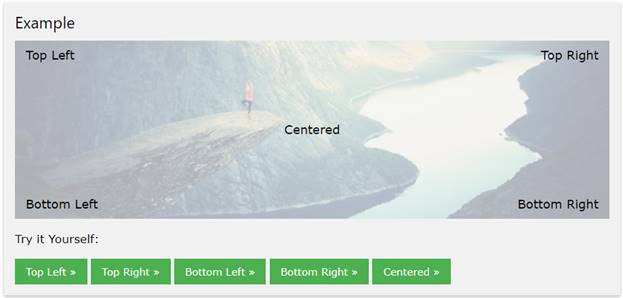 Example
Top Left Top Right
Centered
Bottom Left Bottom Right
Try it Yourself:
Top Left » Top Right » Bottom Left » Bottom Right » Centered »